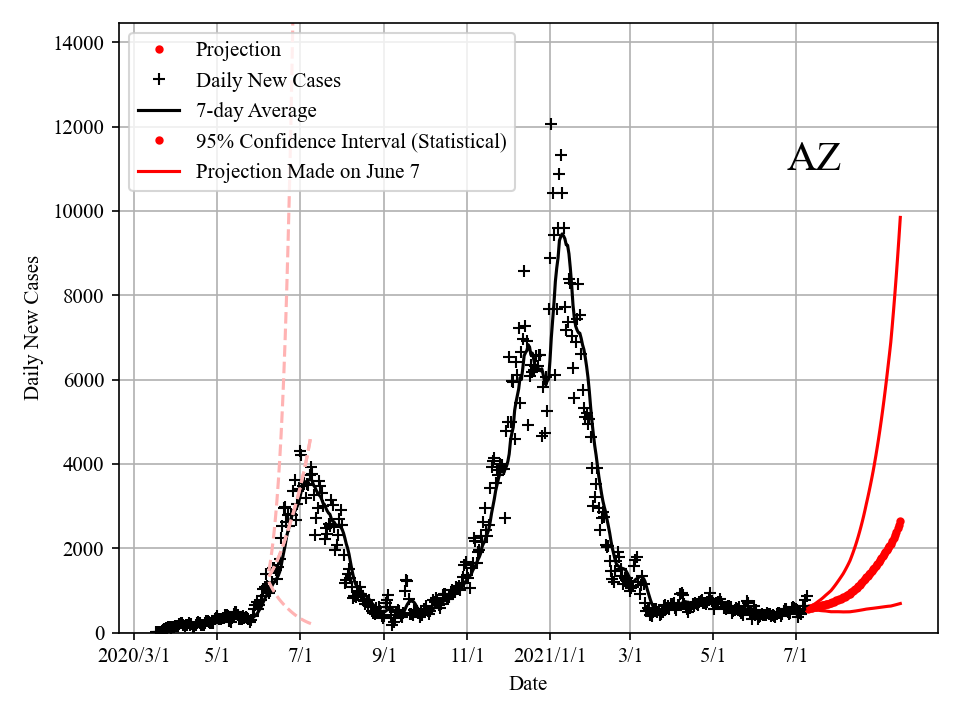 14000
12000
10000
8000
6000
4000
2000
0
Daily New Cases
Projection
Daily New Cases
7-day Average
95% Confidence Interval (Statistical)
Projection Made on June 7
AZ
2020/3/1 5/1 7/1 9/1 11/1 2021/1/1 3/1 5/1 7/1
Date